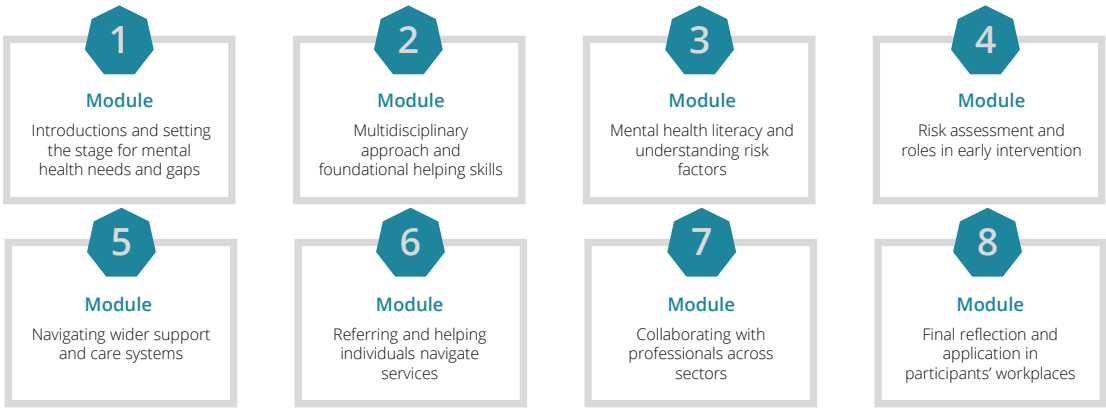 1
Module
Introductions and setting
the stage for mental
health needs and gaps
2
Module
Multidisciplinary
approach and
foundational helping skills
3
Module
Mental health literacy and
understanding risk
factors
4
Module
Risk assessment and
roles in early intervention
5
Module
Navigating wider support
and care systems
6
Module
Referring and helping
individuals navigate
services
7
Module
Collaborating with
professionals across
sectors
8
Module
Final reflection and
application in
participants’ workplaces